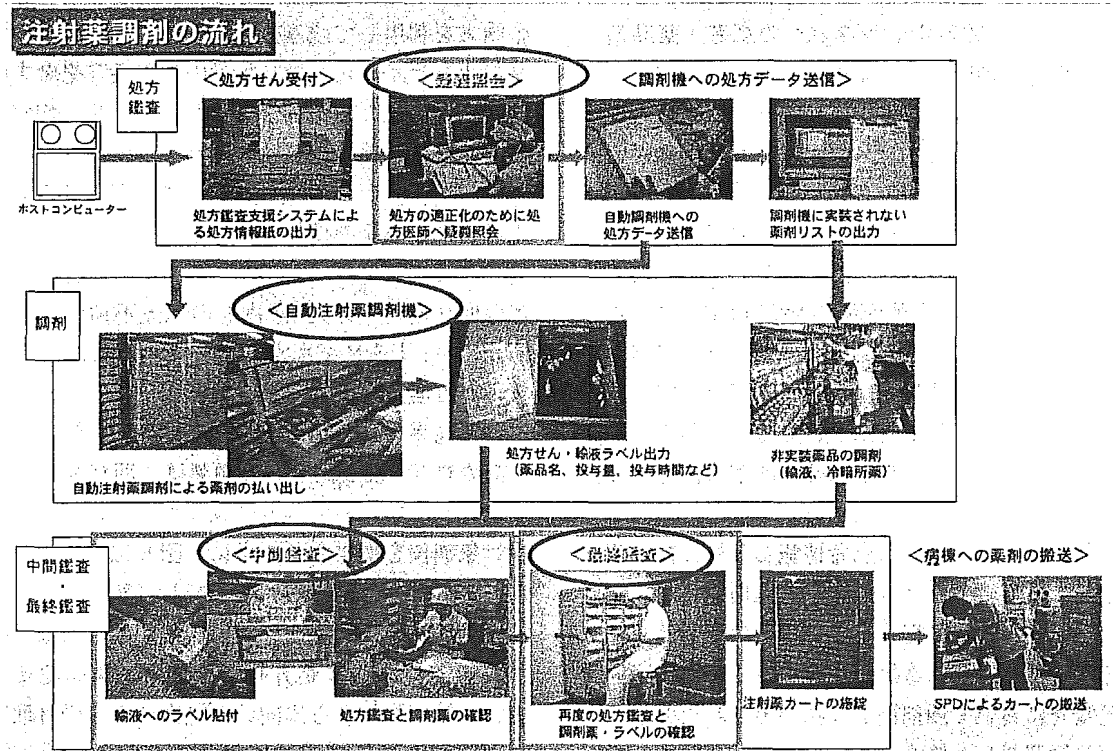 注射薬調剤の流れ
処方
鑑査
ホストコンピューター
<処方せん受付>
処方鑑査支援システムによ
る処方情報紙の出力
<疑義照会>
処方の適正化のために処
方医師へ疑義照会
<調剤機への処方データ送信>
自動調剤機への
処方データ送信
調剤機に実装されない
薬剤リストの出力
調剤
<自動注射薬調剤機>
自動注射薬調剤による薬剤の払い出し
処方せん・輸液ラベル出力
(薬品名、投与量、投与時間など)
非実装薬品の調剤
(輸液、冷暗所薬)
中間鑑査
・
最終鑑査
<中間鑑査>
輸液へのラベル貼付
処方鑑査と調剤薬の確認
<最終鑑査>
再度の処方鑑査と
調剤薬・ラベルの確認
注射薬カートの施錠
<病棟への薬剤の搬送>
SPDによるカートの搬送